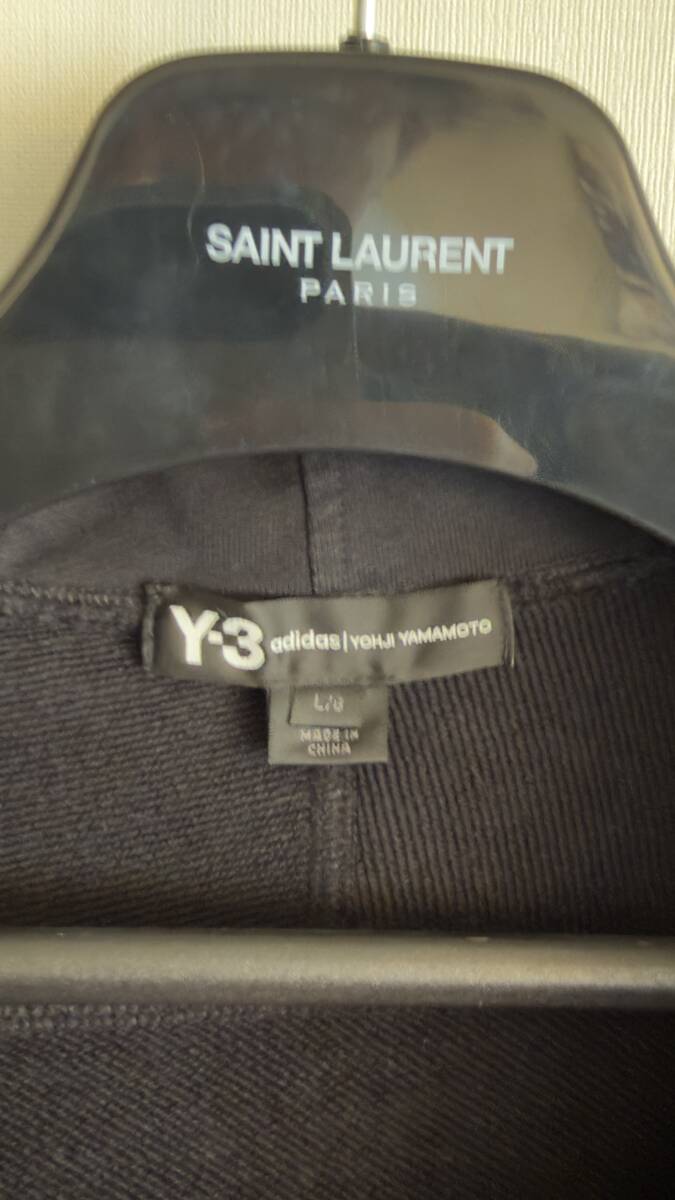 SAINT LAURENT
PARIS
Y-3 adidas | YOHJI YAMAMOTO
MADE IN
CHINA